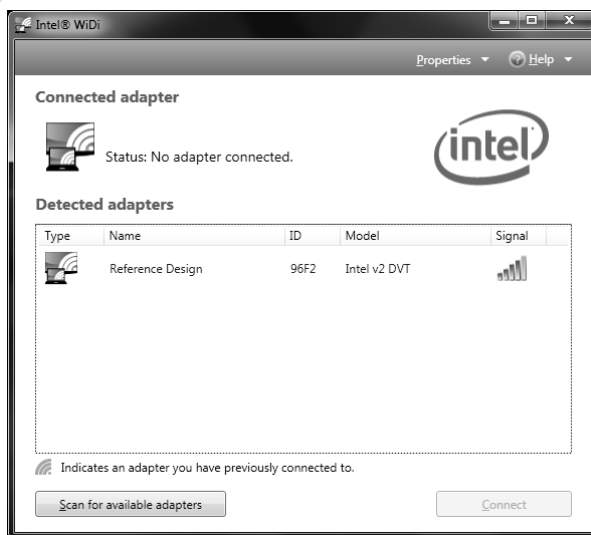 Intel® WiDi
Properties Help
Connected adapter
Status: No adapter connected.
intel
Detected adapters
Type Name ID Model Signal
Reference Design 96F2 Intel v2 DVT
Indicates an adapter you have previously connected to.
Scan for available adapters Connect